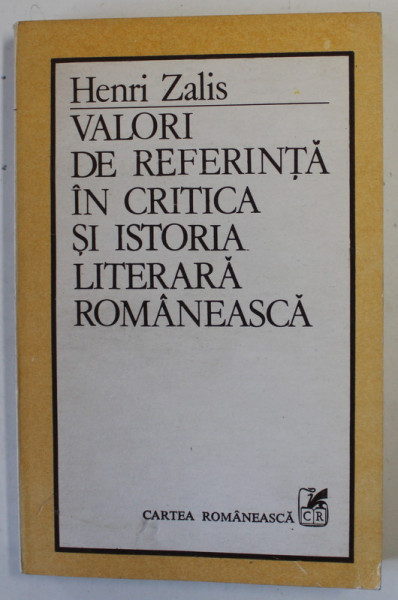 Henri Zalis
VALORI
DE REFERINȚĂ
ÎN CRITICA
ȘI ISTORIA
LITERARĂ
ROMÂNEASCĂ
CARTEA ROMÂNEASCĂ CR